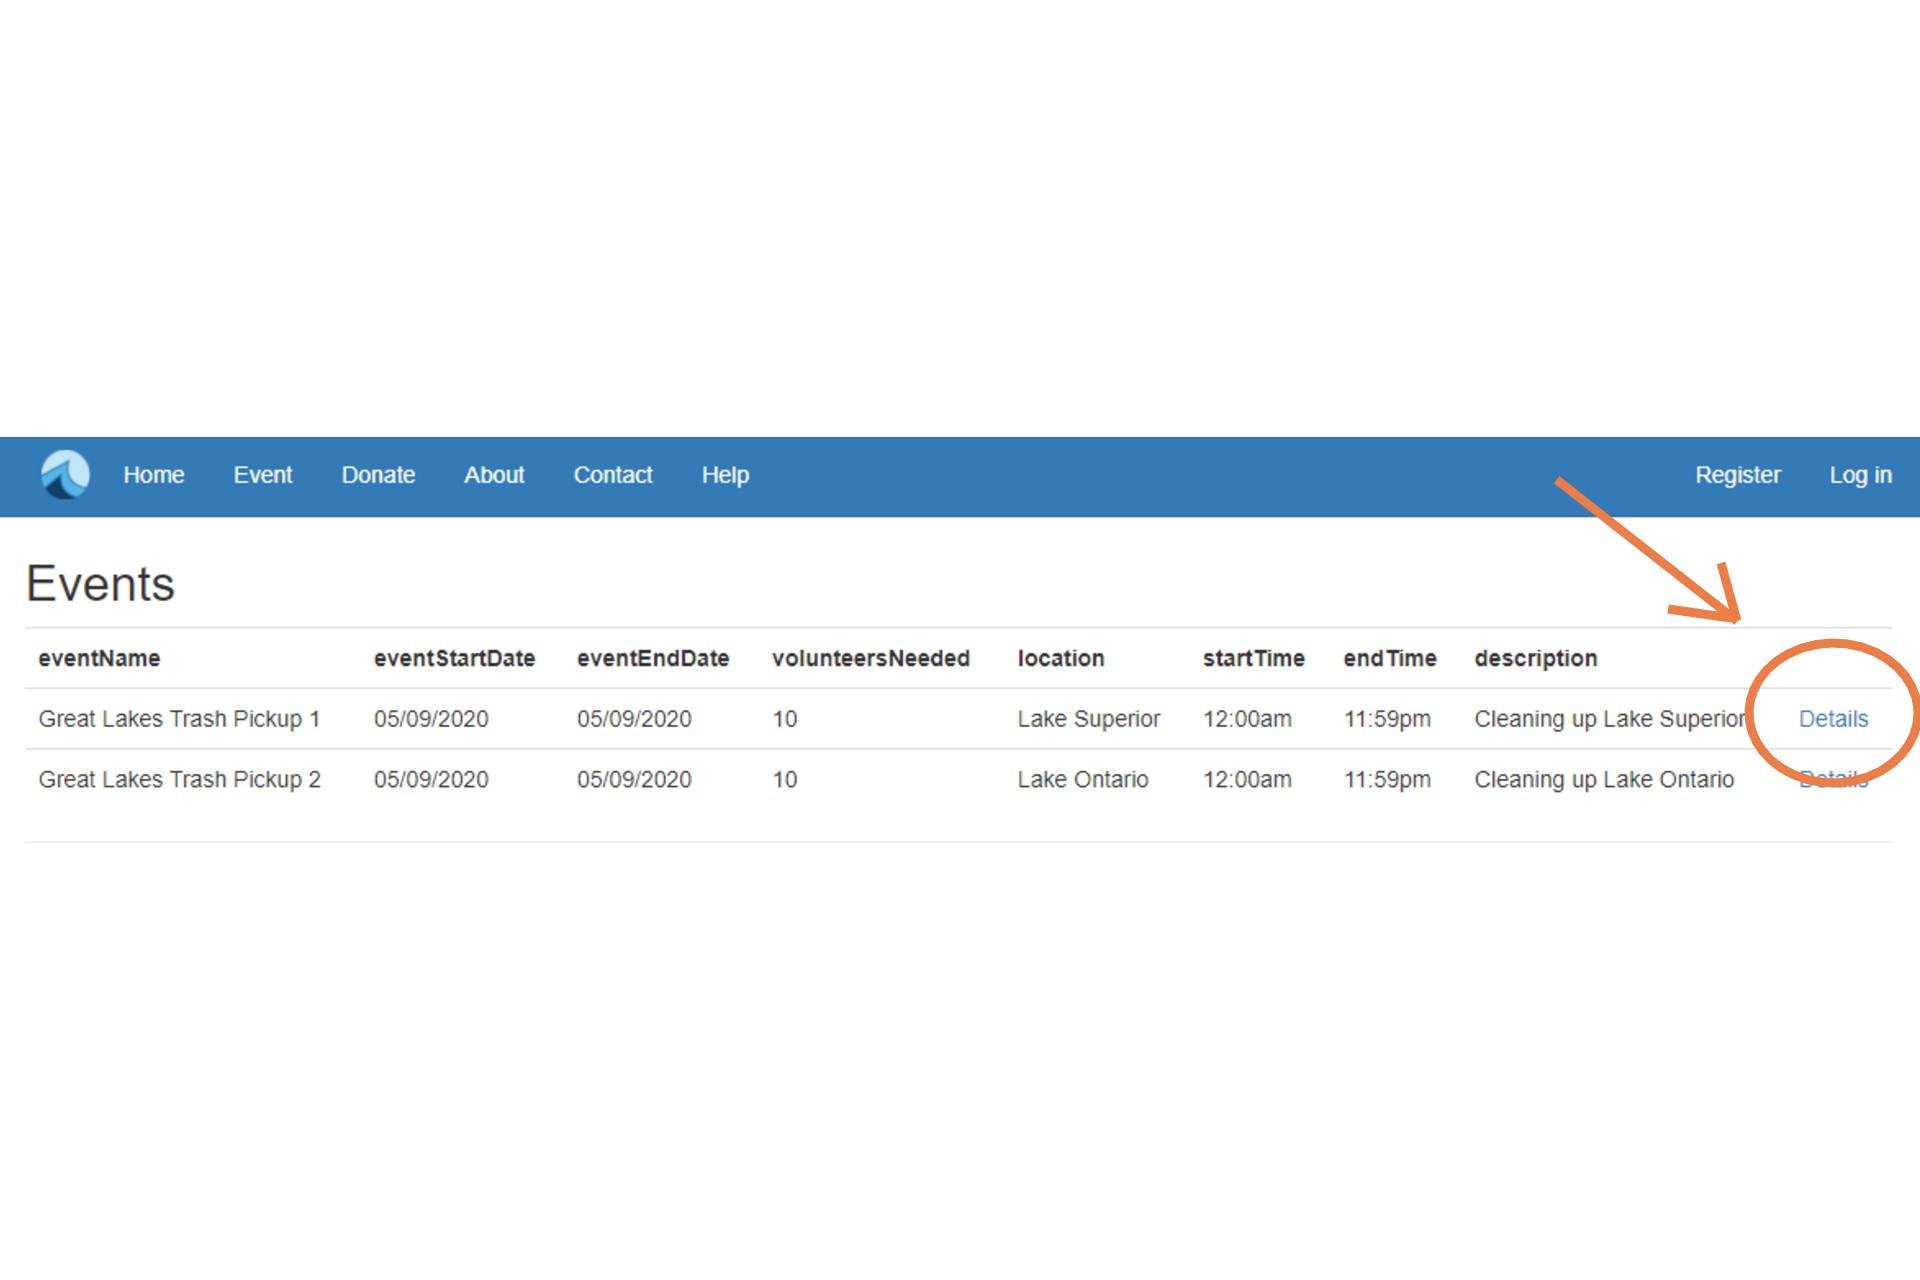 Home Event Donate About Contact Help Register Log in
Events
eventName eventStartDate eventEndDate volunteersNeeded location startTime endTime description
Great Lakes Trash Pickup 1 05/09/2020 05/09/2020 10 Lake Superior 12:00am 11:59pm Cleaning up Lake Superior Details
Great Lakes Trash Pickup 2 05/09/2020 05/09/2020 10 Lake Ontario 12:00am 11:59pm Cleaning up Lake Ontario Details